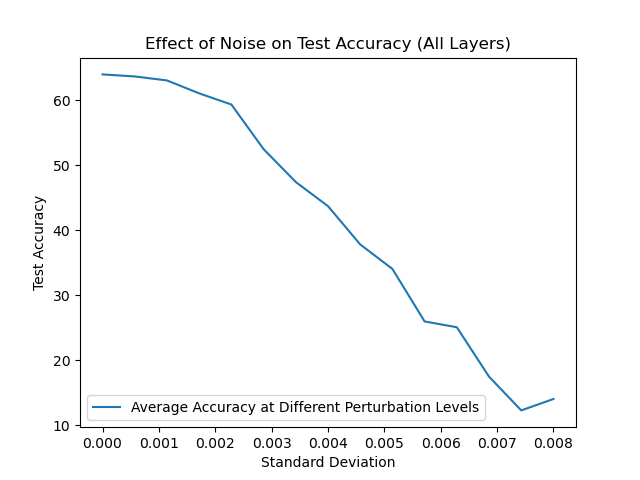 Effect of Noise on Test Accuracy (All Layers)
Test Accuracy
60
50
40
30
20
10
Average Accuracy at Different Perturbation Levels
0.000 0.001 0.002 0.003 0.004 0.005 0.006 0.007 0.008
Standard Deviation